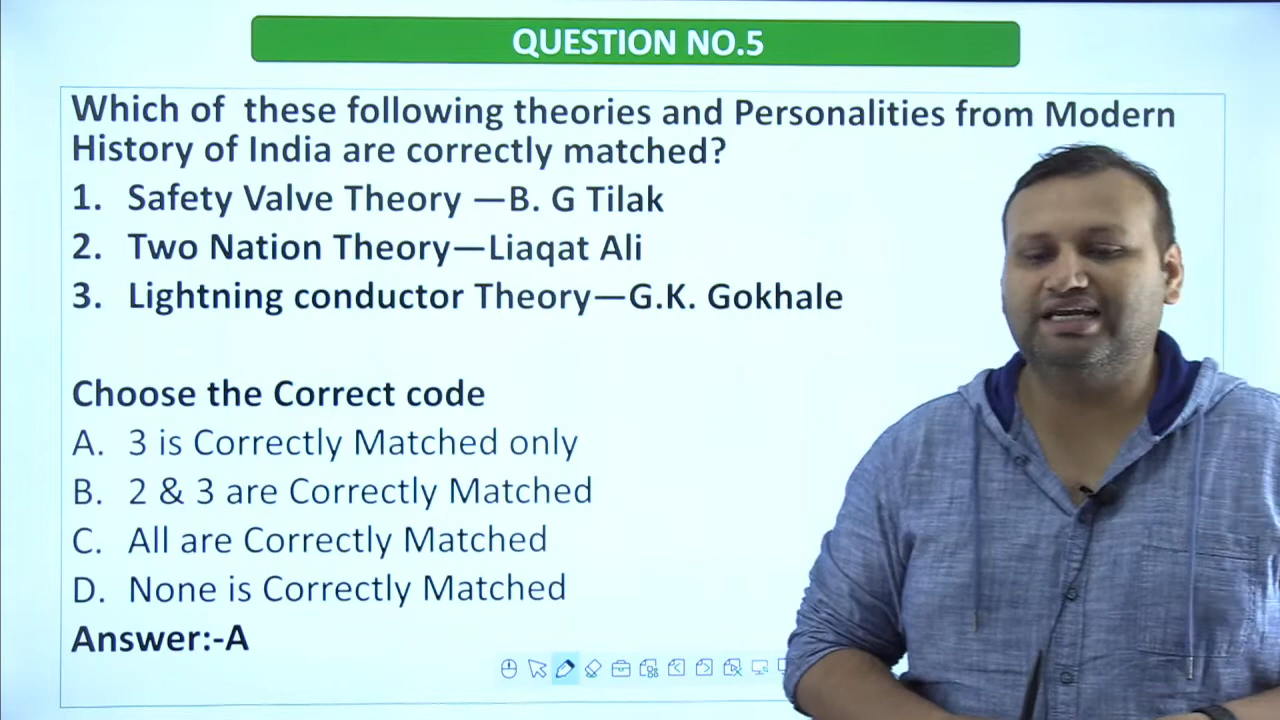 QUESTION NO.5
Which of these following theories and Personalities from Modern
History of India are correctly matched?
1. Safety Valve Theory —B. G Tilak
2. Two Nation Theory—Liaqat Ali
3. Lightning conductor Theory—G.K. Gokhale
Choose the Correct code
A. 3 is Correctly Matched only
B. 2 & 3 are Correctly Matched
C. All are Correctly Matched
D. None is Correctly Matched
Answer:-A